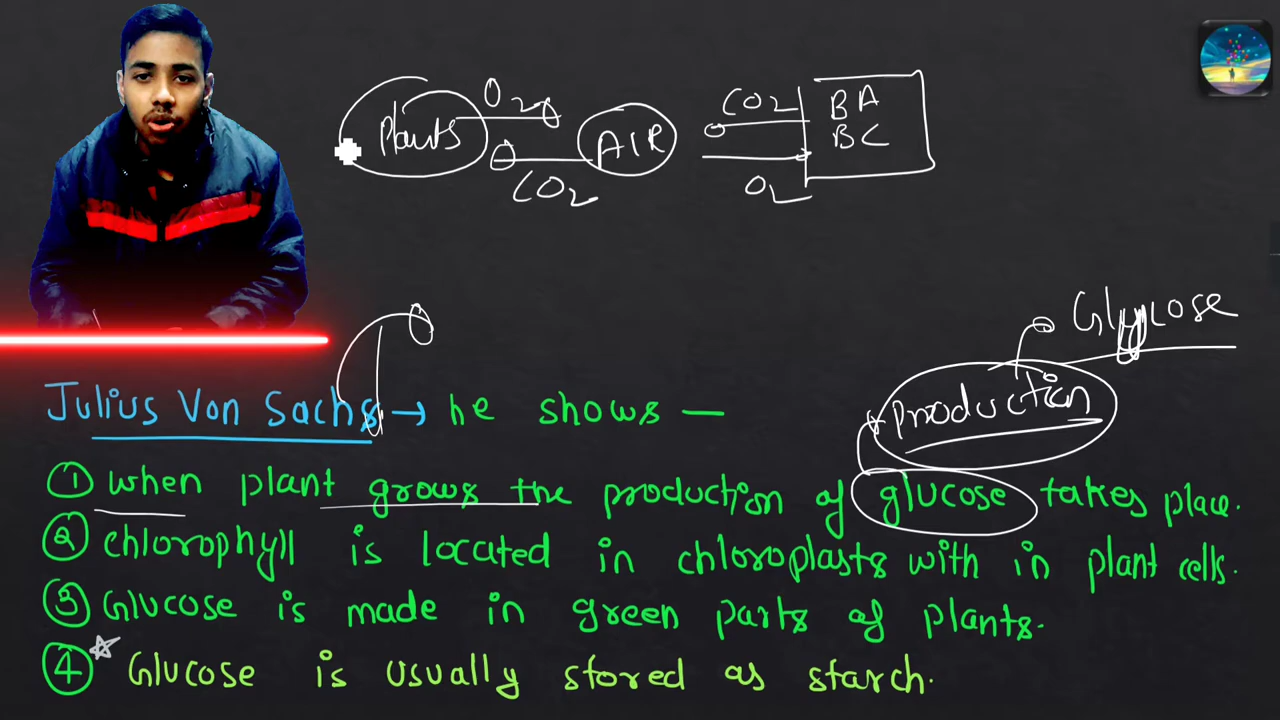 Plants O2 CO2 AIR CO2 O2 BA
BC
Glycose
Production
Julius Von Sachs → he shows —
① when plant grows the production of glucose takes place.
② chlorophyll is located in chloroplasts with in plant cells.
③ Glucose is made in green parts of plants.
④ Glucose is usually stored as starch.